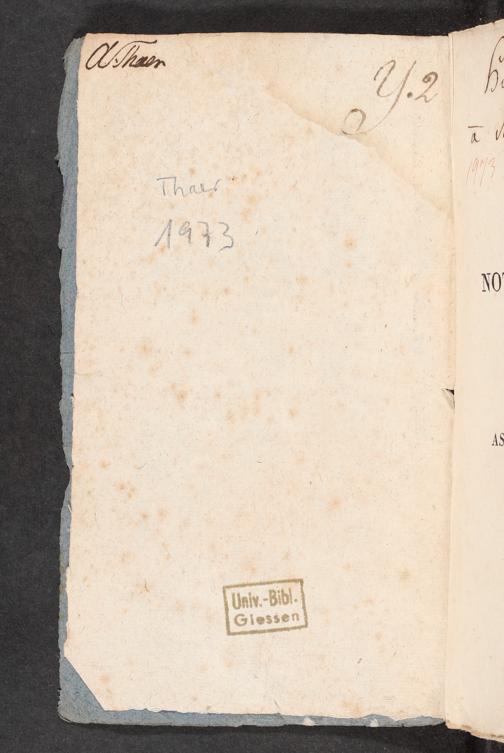 A Thaer
Y. 2
Thaer
1973
Univ.-Bibl.
Giessen
à
1973
NO
AS